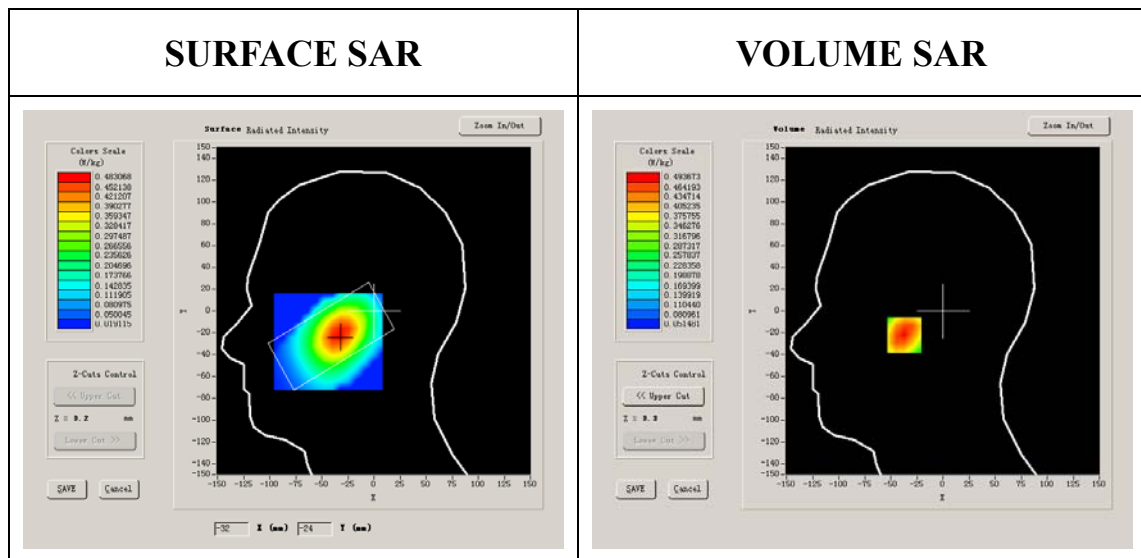 SURFACE SAR
VOLUME SAR
Surface Radiated Intensity
Zoom In/Out
Colors Scale
(W/kg)
0.483068
0.452138
0.421207
0.390277
0.359347
0.328417
0.297487
0.266556
0.235626
0.204696
0.173766
0.142835
0.111905
0.080975
0.050045
0.019115
Z-Cuts Control
<< Upper Cut
Z = 9.2 mm
Lower Cut >>
SAVE
Cancel
150
140
120
100
80
60
40
20
0
-20
-40
-60
-80
-100
-120
-140
-150
Y
-150 -125 -100 -75 -50 -25 0 25 50 75 100 125 150
X
-32 X (mm) -24 Y (mm)
Volume Radiated Intensity
Zoom In/Out
Colors Scale
(W/kg)
0.493673
0.464193
0.434714
0.405235
0.375755
0.346276
0.316796
0.287317
0.257837
0.228358
0.198878
0.169399
0.139919
0.110440
0.080961
0.051481
Z-Cuts Control
<< Upper Cut
Z = 9.3 mm
Lower Cut >>
SAVE
Cancel
150
140
120
100
80
60
40
20
0
-20
-40
-60
-80
-100
-120
-140
-150
Y
-150 -125 -100 -75 -50 -25 0 25 50 75 100 125 150
X